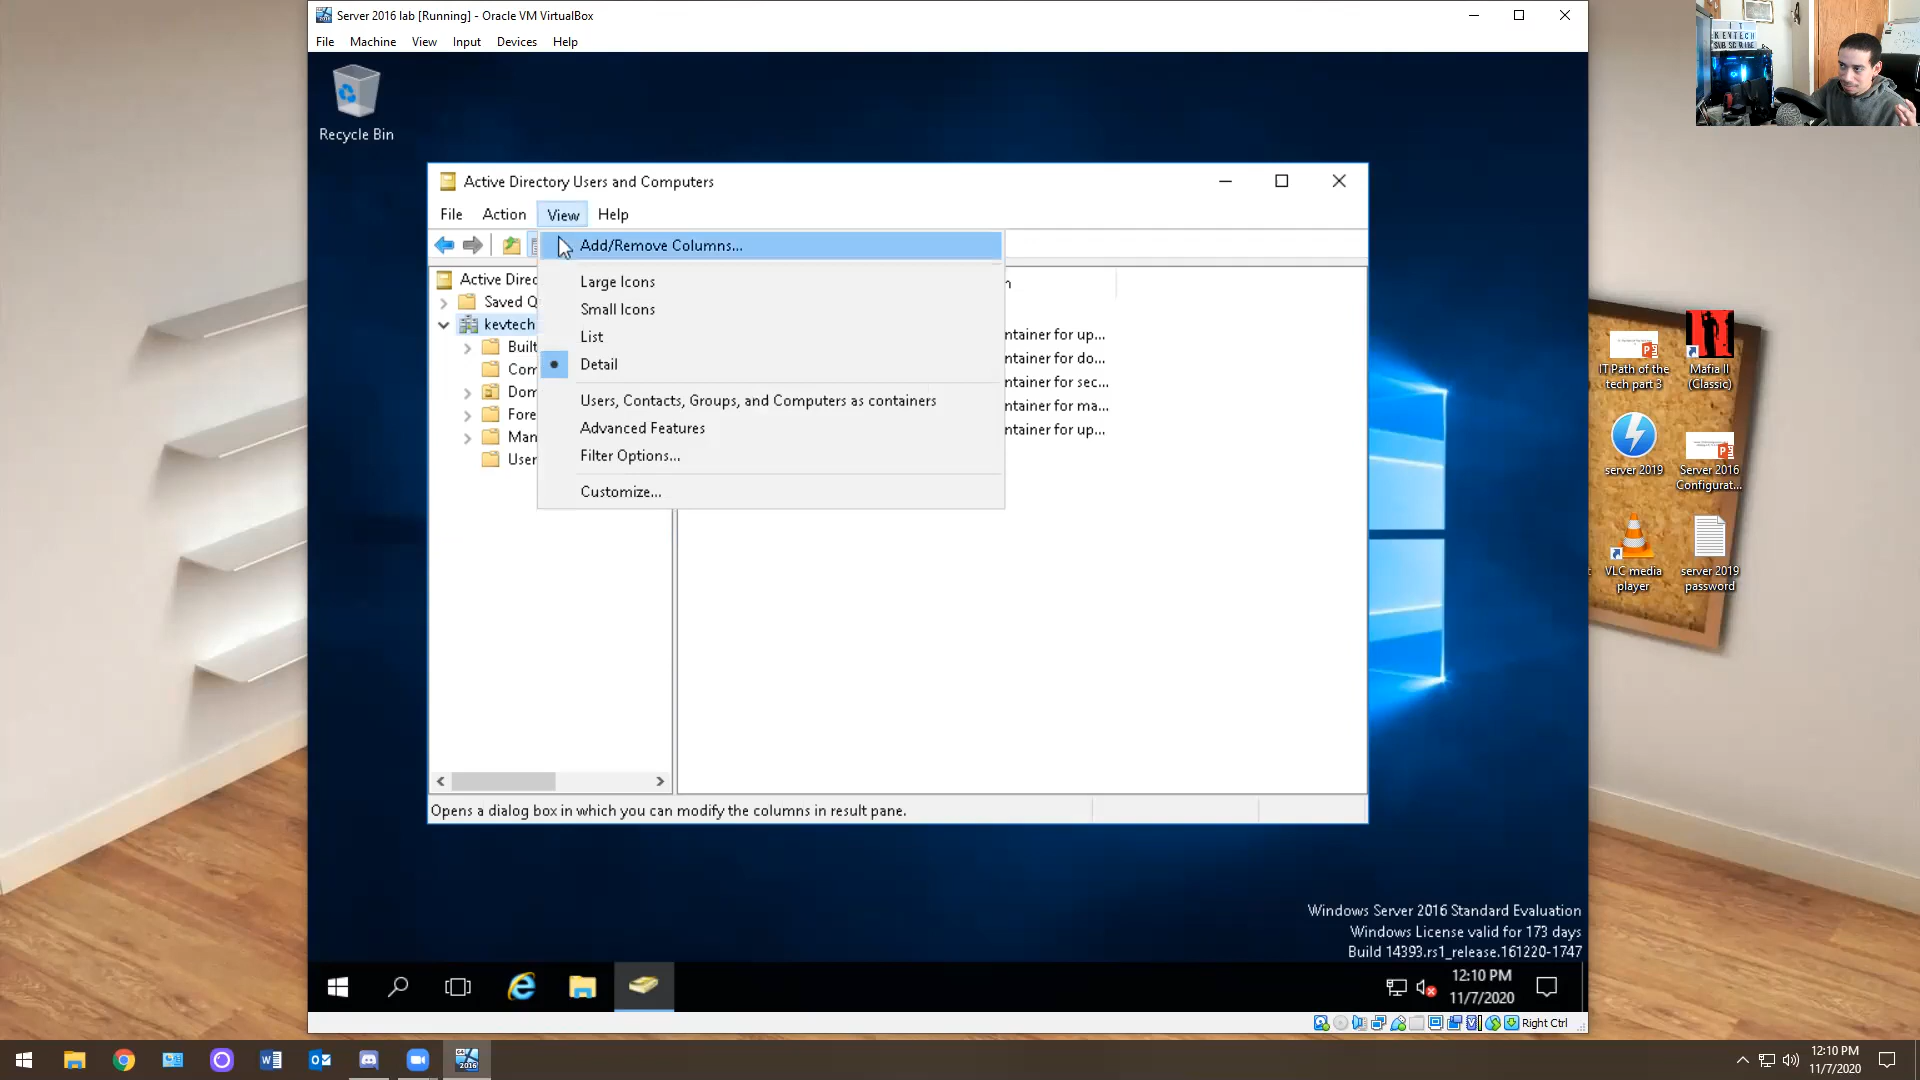 Server 2016 lab [Running] - Oracle VM VirtualBox
File Machine View Input Devices Help
IT
KEVTECH
SUBSCRIBE
Recycle Bin
Active Directory Users and Computers
File Action View Help
Add/Remove Columns...
Active Direc
Large Icons
Saved Q
Small Icons
kevtech
List
ntainer for up...
Built
Detail
ntainer for do...
Com
ntainer for sec...
Dom
Users, Contacts, Groups, and Computers as containers
ntainer for ma...
Fore
Advanced Features
ntainer for up...
Man
Filter Options...
User
Customize...
Opens a dialog box in which you can modify the columns in result pane.
IT Path of the tech part 3
Mafia II (Classic)
server 2019
Server 2016 Configurat...
VLC media player
server 2019 password
Windows Server 2016 Standard Evaluation
Windows License valid for 173 days
Build 14393.rs1_release.161220-1747
12:10 PM
11/7/2020
Right Ctrl
2016
12:10 PM
11/7/2020